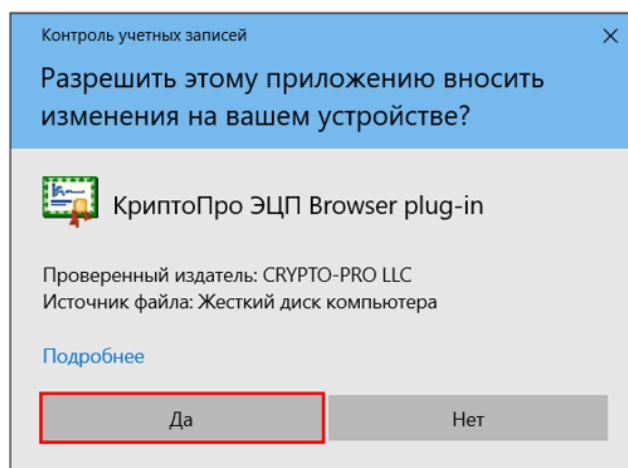 Контроль учетных записей
Разрешить этому приложению вносить
изменения на вашем устройстве?
КриптоПро ЭЦП Browser plug-in
Проверенный издатель: CRYPTO-PRO LLC
Источник файла: Жесткий диск компьютера
Подробнее
Да
Нет